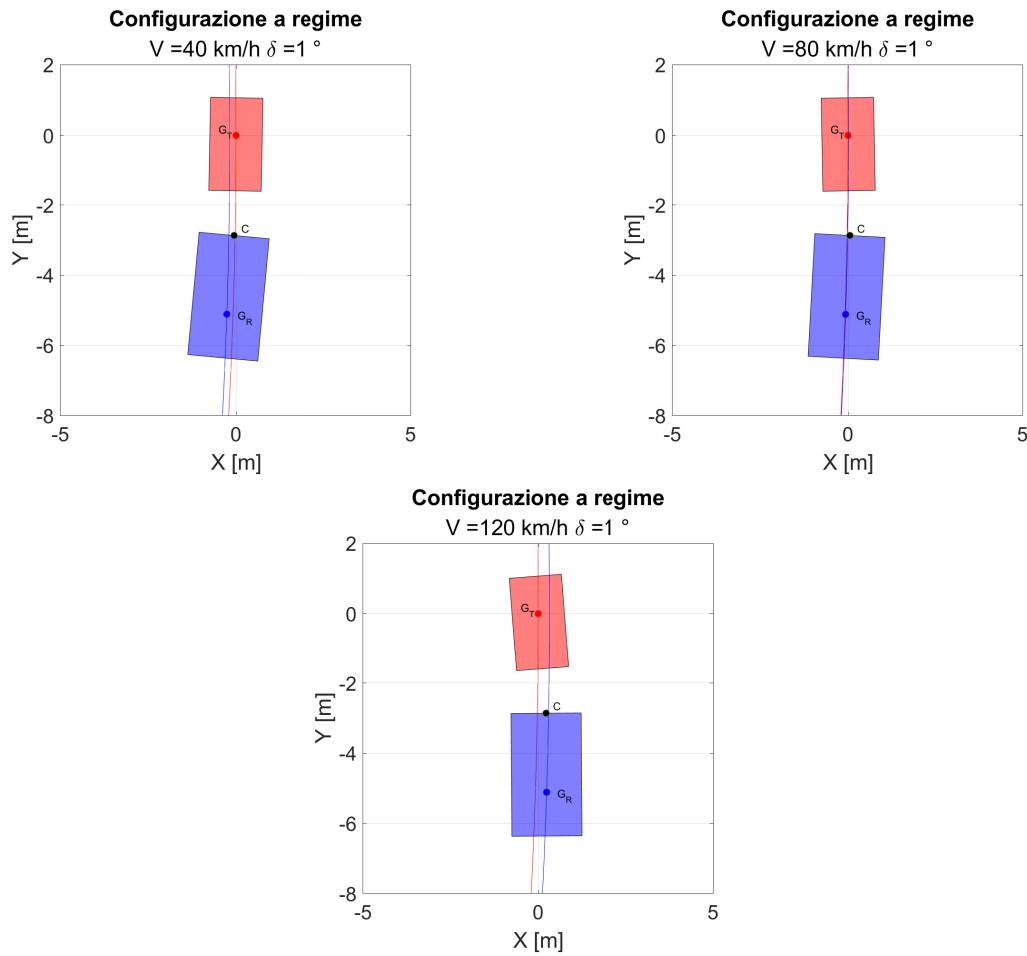 Configurazione a regime
V =40 km/h δ =1 °
2
0
-2
-4
-6
-8
-5
0
5
Y [m]
X [m]
G_T
C
G_R
Configurazione a regime
V =80 km/h δ =1 °
2
0
-2
-4
-6
-8
-5
0
5
Y [m]
X [m]
G_T
C
G_R
Configurazione a regime
V =120 km/h δ =1 °
2
0
-2
-4
-6
-8
-5
0
5
Y [m]
X [m]
G_T
C
G_R